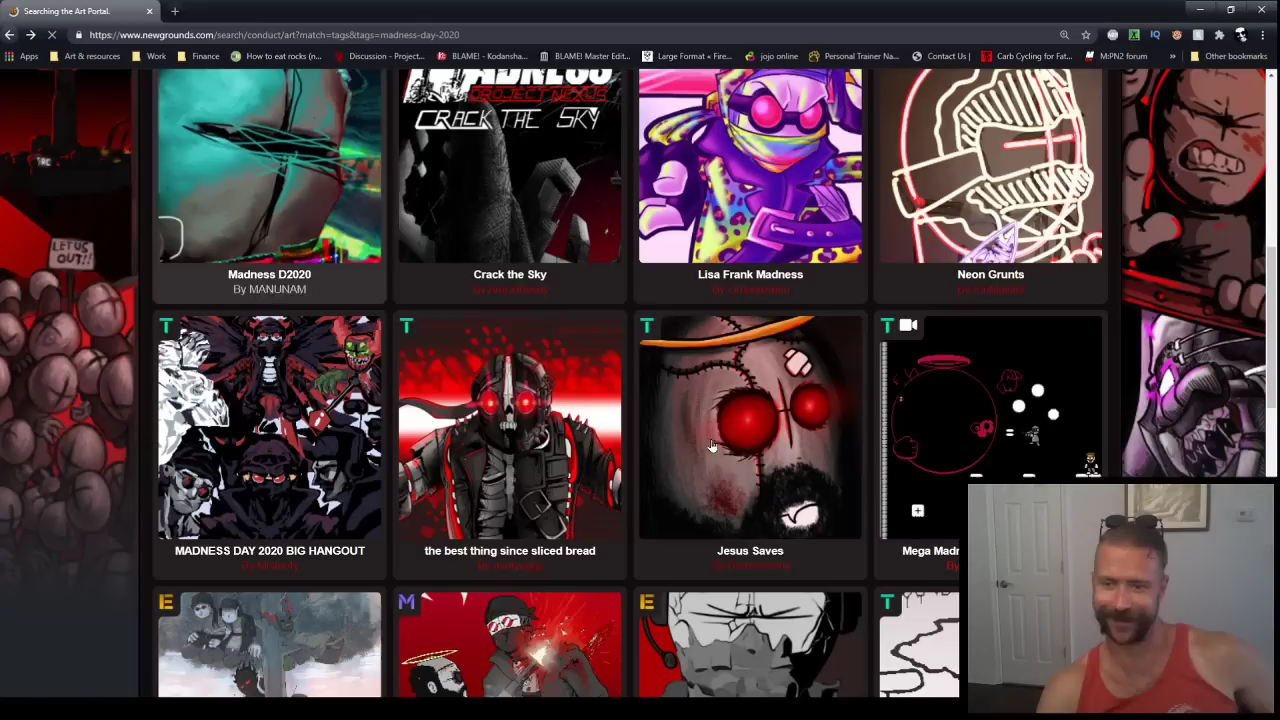 Searching the Art Portal.
https://www.newgrounds.com/search/conduct/art?match=tags&tags=madness-day-2020
Apps
Art & resources
Work
Finance
How to eat rocks (n...
Discussion - Project...
BLAME! - Kodansha...
BLAME! Master Edit...
Large Format « Fire...
jojo online
Personal Trainer Na...
Contact Us |
Carb Cycling for Fat...
MPN2 forum
Other bookmarks
PROJECT NEXUS
CRACK THE SKY
LET US OUT!!
Madness D2020
By MANUNAM
Crack the Sky
Lisa Frank Madness
Neon Grunts
T
T
T
T
MADNESS DAY 2020 BIG HANGOUT
the best thing since sliced bread
Jesus Saves
Mega Madn
By
E
M
E
T